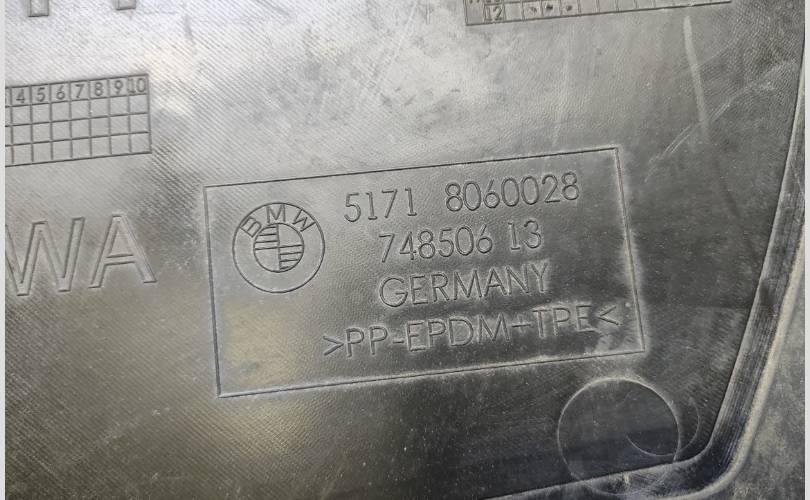 12
4 5 6 7 8 9 10
WA
BMW
5171 8060028
748506 13
GERMANY
>PP-EPDM+TPE<